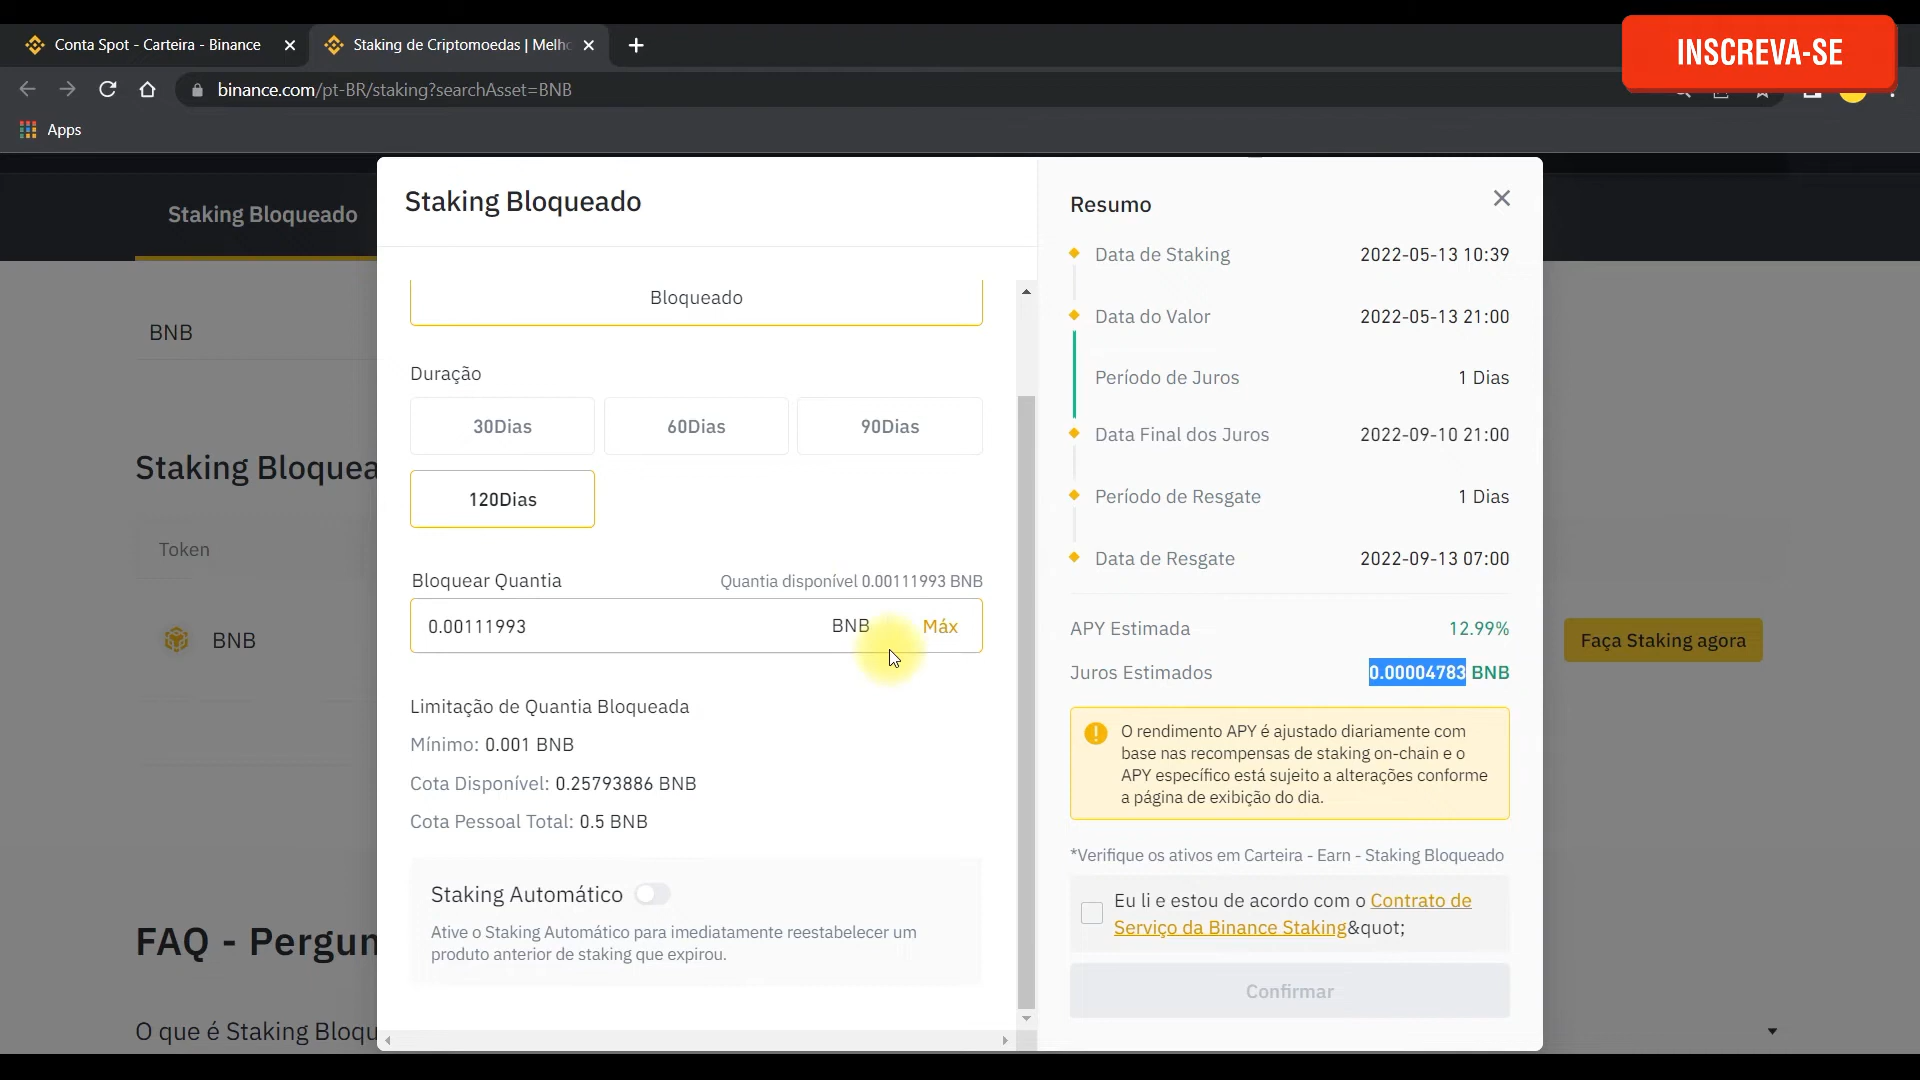 Conta Spot - Carteira - Binance
Staking de Criptomoedas | Melh
INSCREVA-SE
binance.com/pt-BR/staking?searchAsset=BNB
Apps
Staking Bloqueado
BNB
Staking Bloquea
Token
BNB
FAQ - Pergun
O que é Staking Bloqu
Faça Staking agora
Staking Bloqueado
Bloqueado
Duração
30Dias
60Dias
90Dias
120Dias
Bloquear Quantia
Quantia disponível 0.00111993 BNB
0.00111993
BNB
Máx
Limitação de Quantia Bloqueada
Mínimo: 0.001 BNB
Cota Disponível: 0.25793886 BNB
Cota Pessoal Total: 0.5 BNB
Staking Automático
Ative o Staking Automático para imediatamente reestabelecer um
produto anterior de staking que expirou.
Resumo
Data de Staking 2022-05-13 10:39
Data do Valor 2022-05-13 21:00
Período de Juros 1 Dias
Data Final dos Juros 2022-09-10 21:00
Período de Resgate 1 Dias
Data de Resgate 2022-09-13 07:00
APY Estimada 12.99%
Juros Estimados 0.00004783 BNB
O rendimento APY é ajustado diariamente com
base nas recompensas de staking on-chain e o
APY específico está sujeito a alterações conforme
a página de exibição do dia.
*Verifique os ativos em Carteira - Earn - Staking Bloqueado
Eu li e estou de acordo com o Contrato de
Serviço da Binance Staking&quot;
Confirmar